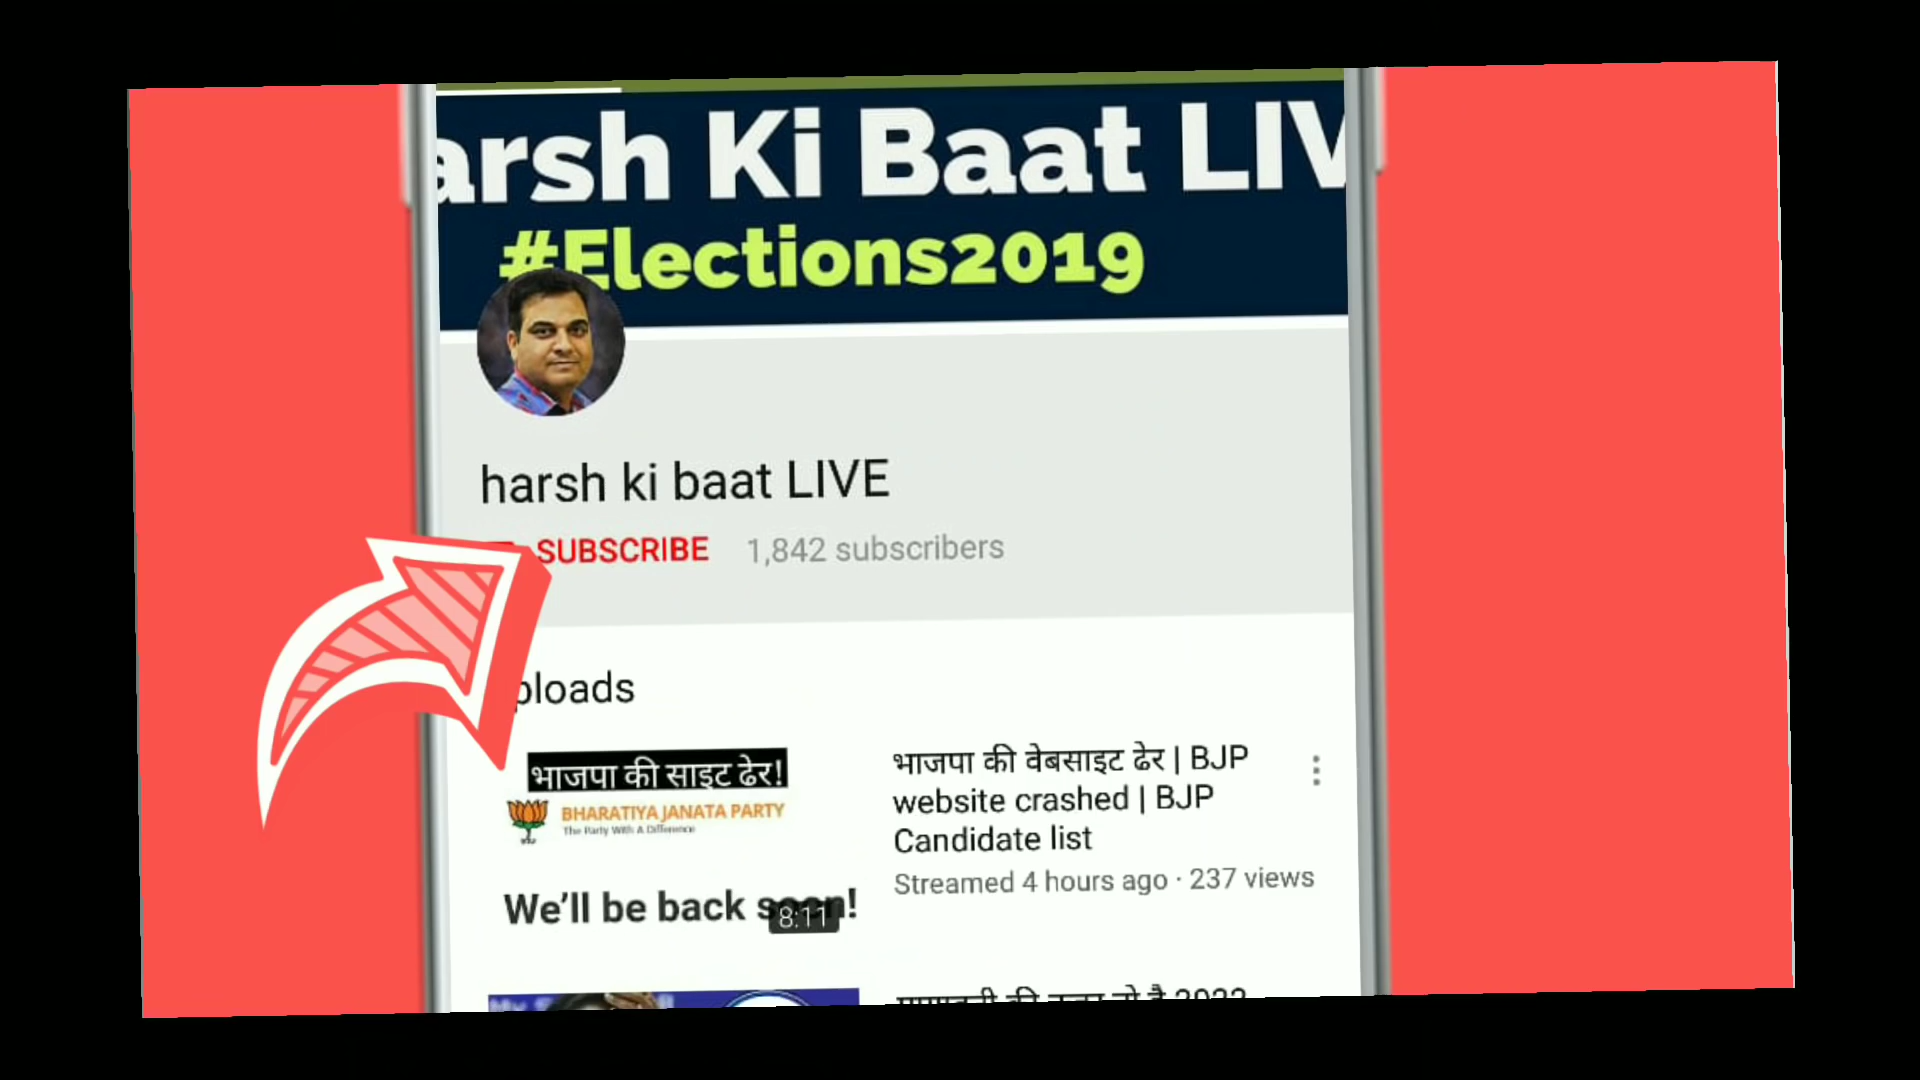 arsh Ki Baat LIV
#Elections2019
harsh ki baat LIVE
SUBSCRIBE 1,842 subscribers
ploads
भाजपा की साइट ढेर!
BHARATIYA JANATA PARTY
The Party With A Difference
We'll be back soon!
8:11
भाजपा की वेबसाइट ढेर | BJP
website crashed | BJP
Candidate list
Streamed 4 hours ago · 237 views